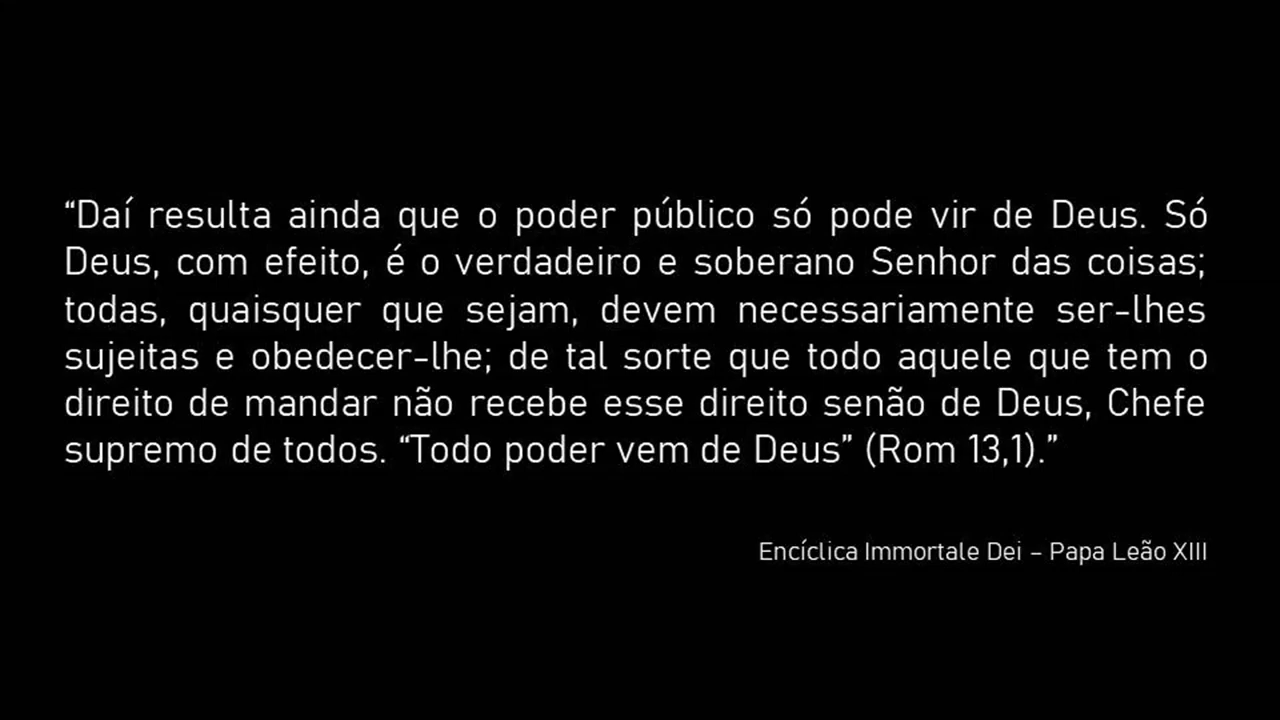 “Daí resulta ainda que o poder público só pode vir de Deus. Só
Deus, com efeito, é o verdadeiro e soberano Senhor das coisas;
todas, quaisquer que sejam, devem necessariamente ser-lhes
sujeitas e obedecer-lhe; de tal sorte que todo aquele que tem o
direito de mandar não recebe esse direito senão de Deus, Chefe
supremo de todos. “Todo poder vem de Deus” (Rom 13,1).”
Encíclica Immortale Dei – Papa Leão XIII